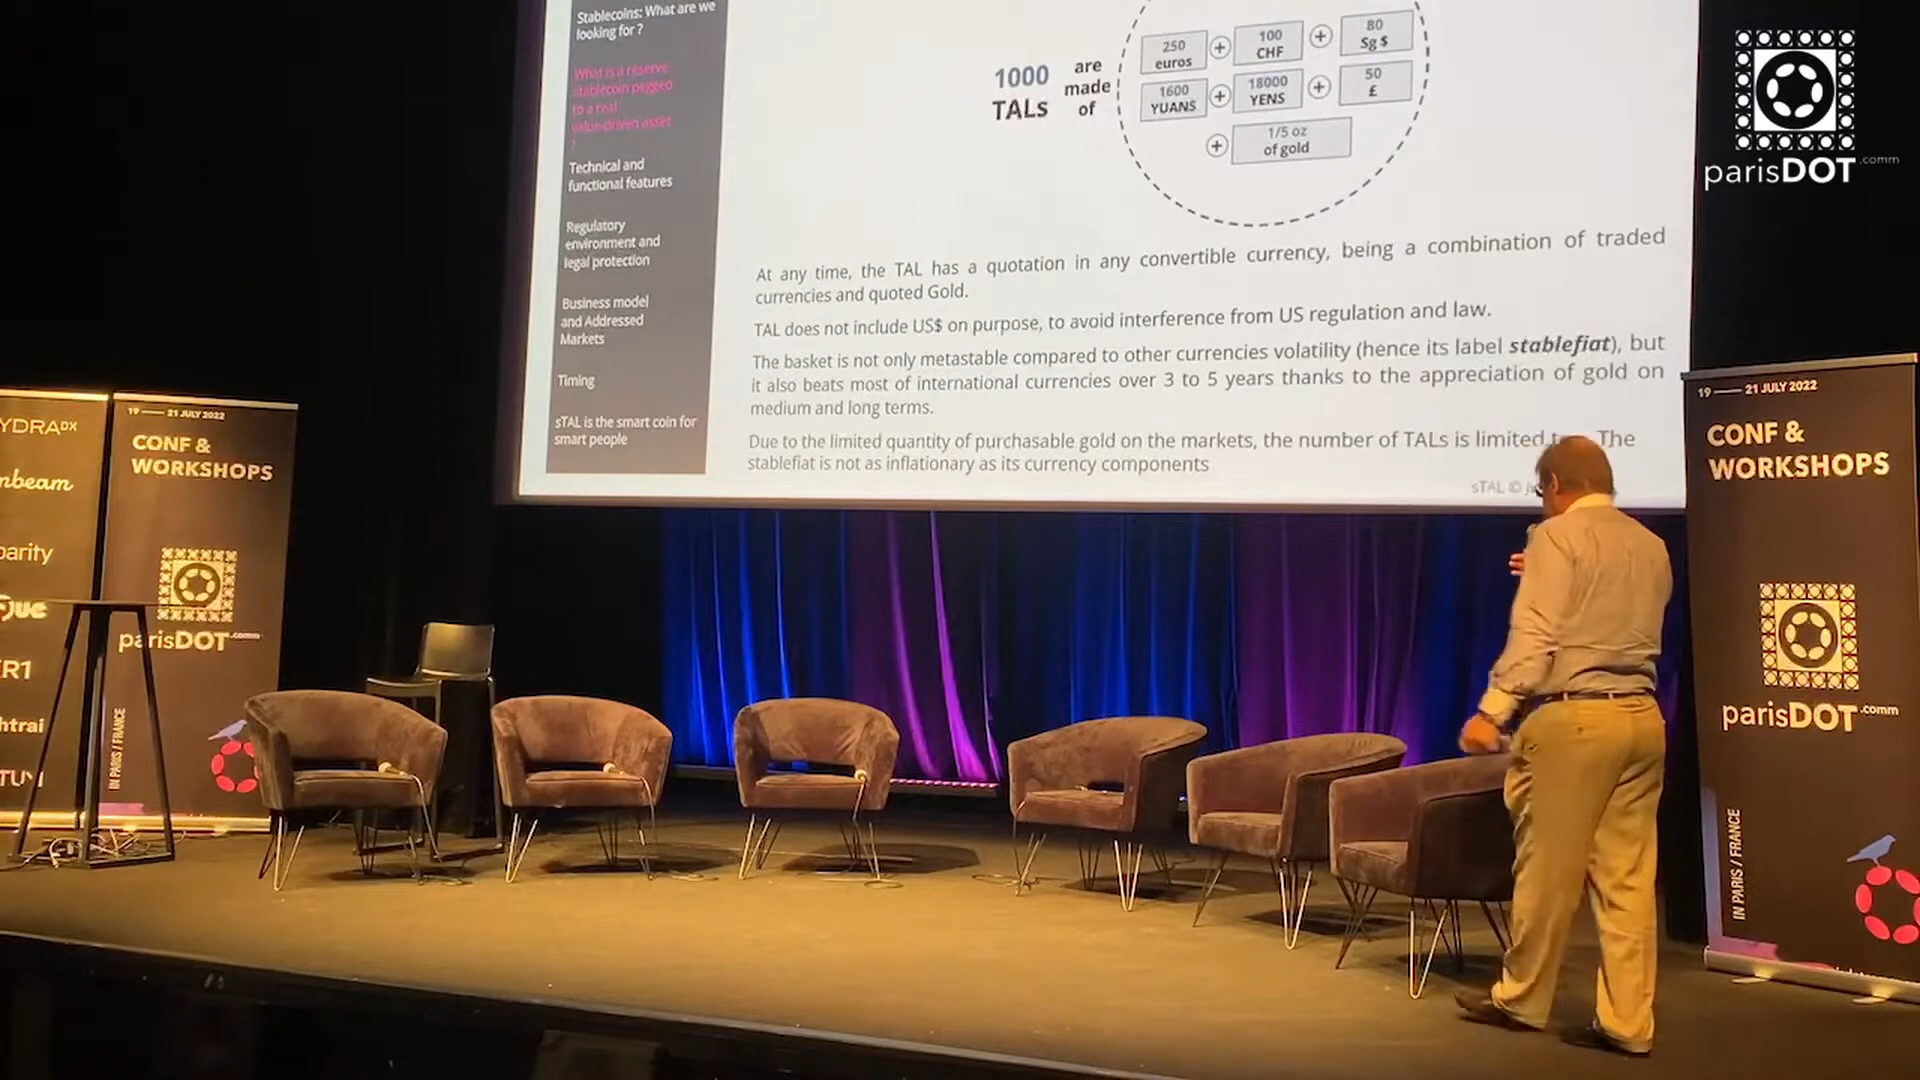 Stablecoins: What are we
looking for ?
What is a reserve
stablecoin pegged
to a real
value-driven asset
?
Technical and
functional features
Regulatory
environment and
legal protection
Business model
and Addressed
Markets
Timing
sTAL is the smart coin for
smart people
1000
TALs
are
made
of
250
euros
+
100
CHF
+
80
Sg $
1600
YUANS
+
18000
YENS
+
50
£
+
1/5 oz
of gold
At any time, the TAL has a quotation in any convertible currency, being a combination of traded
currencies and quoted Gold.
TAL does not include US$ on purpose, to avoid interference from US regulation and law.
The basket is not only metastable compared to other currencies volatility (hence its label stablefiat), but
it also beats most of international currencies over 3 to 5 years thanks to the appreciation of gold on
medium and long terms.
Due to the limited quantity of purchasable gold on the markets, the number of TALs is limited The
stablefiat is not as inflationary as its currency components
sTAL ©
parisDOT.comm
YDRADX
nbeam
parity
R1
htrai
19 — 21 JULY 2022
CONF &
WORKSHOPS
parisDOT.comm
IN PARIS / FRANCE
19 — 21 JULY 2022
CONF &
WORKSHOPS
parisDOT.comm
IN PARIS / FRANCE